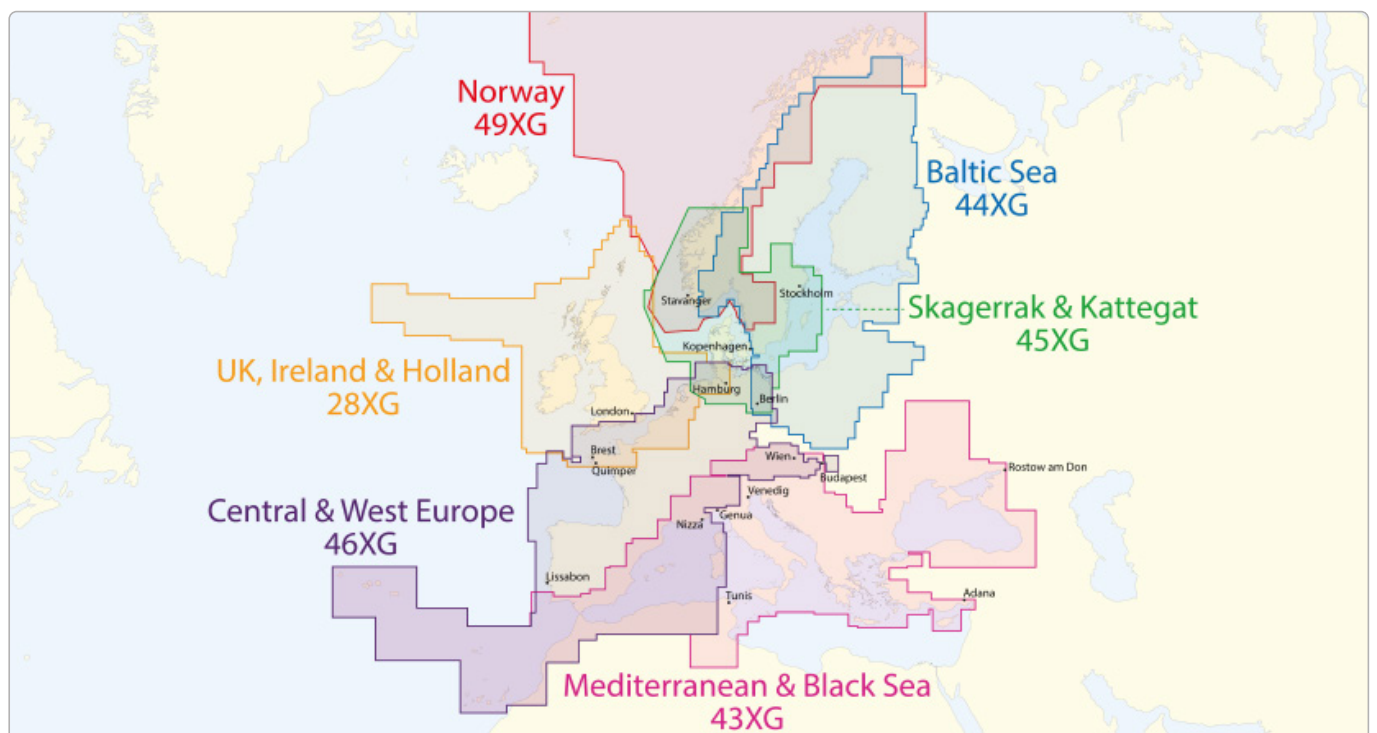 Norway
49XG
Baltic Sea
44XG
Stavanger
Stockholm
Skagerrak & Kattegat
45XG
Kopenhagen
UK, Ireland & Holland
28XG
Hamburg
Berlin
London
Brest
Quimper
Wien
Budapest
Rostow am Don
Venedig
Central & West Europe
46XG
Genua
Nizza
Lissabon
Tunis
Adana
Mediterranean & Black Sea
43XG